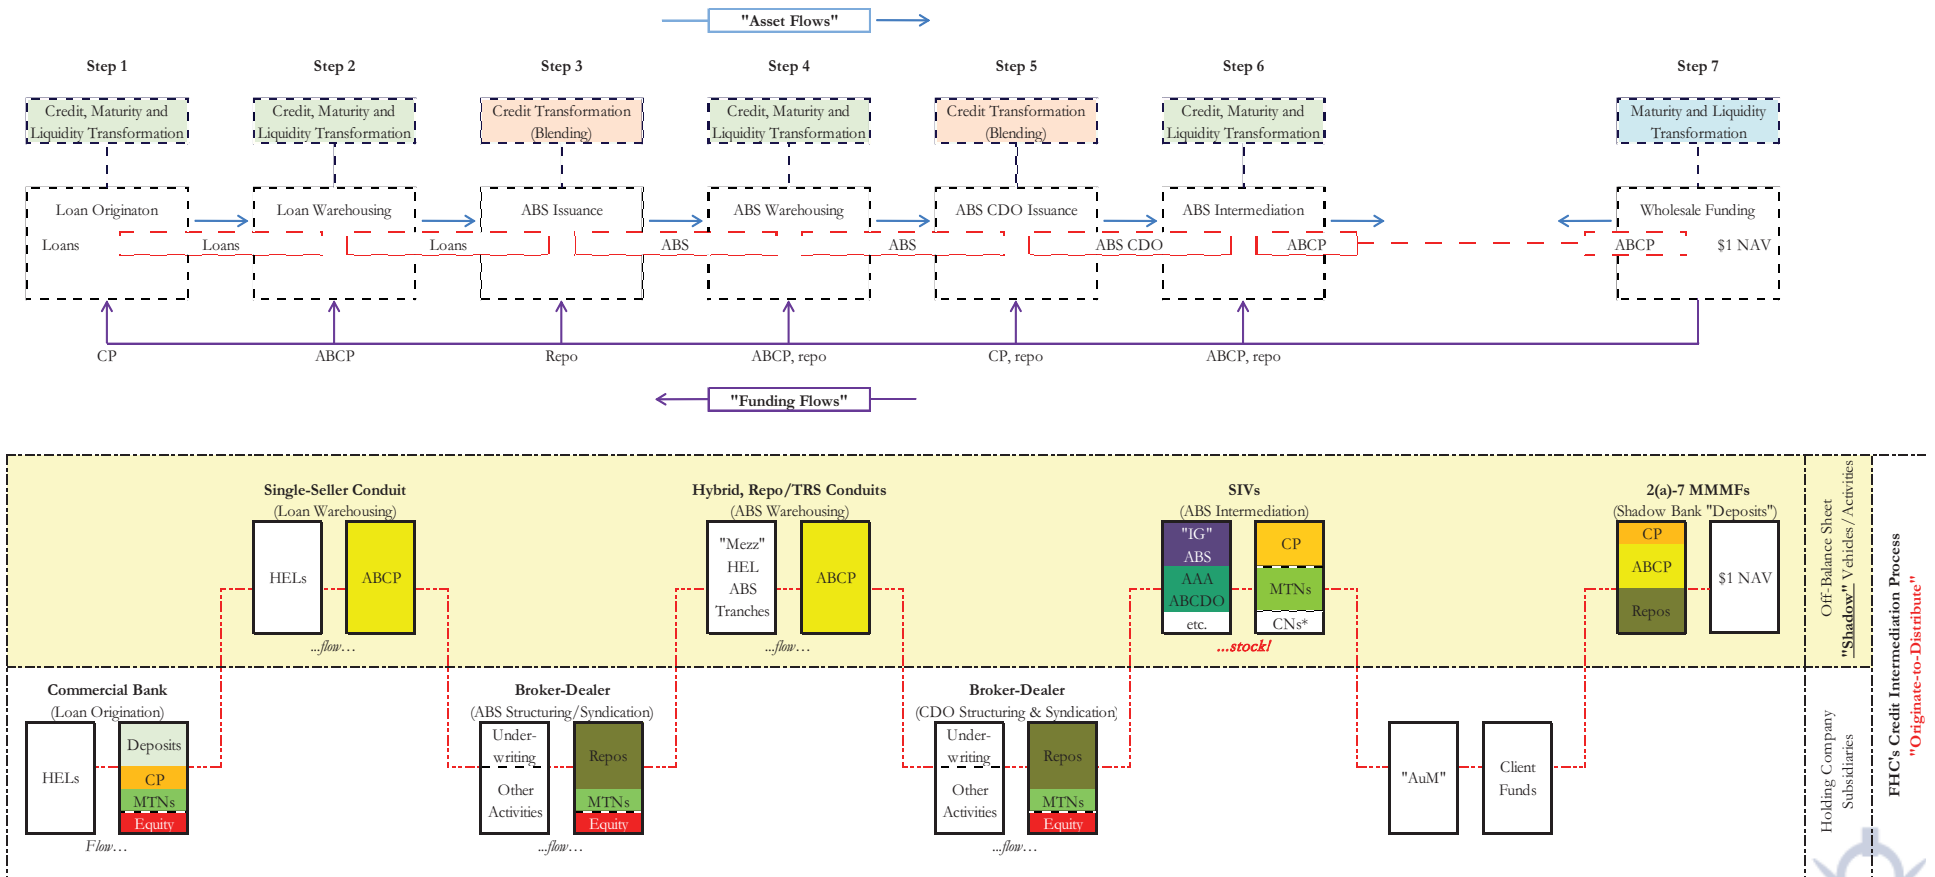 "Asset Flows"
Step 1 Step 2 Step 3 Step 4 Step 5 Step 6 Step 7
Credit, Maturity and Credit, Maturity and Credit Transformation Credit, Maturity and Credit Transformation Credit, Maturity and Maturity and Liquidity
Liquidity Transformation Liquidity Transformation (Blending) Liquidity Transformation (Blending) Liquidity Transformation Transformation
Loan Originaton Loan Warehousing ABS Issuance ABS Warehousing ABS CDO Issuance ABS Intermediation Wholesale Funding
Loans Loans Loans ABS ABS ABS CDO ABCP ABCP $1 NAV
CP ABCP Repo ABCP, repo CP, repo ABCP, repo
"Funding Flows"
Single-Seller Conduit
(Loan Warehousing)
HELs
ABCP
...flow...
Hybrid, Repo/TRS Conduits
(ABS Warehousing)
"Mezz"
HEL
ABS
Tranches
ABCP
...flow...
SIVs
(ABS Intermediation)
"IG"
ABS
AAA
ABCDO
etc.
CP
MTNs
CNs*
...stock!
2(a)-7 MMMFs
(Shadow Bank "Deposits")
CP
ABCP
Repos
$1 NAV
Off-Balance Sheet
"Shadow" Vehicles/Activities
Commercial Bank
(Loan Origination)
HELs
Deposits
CP
MTNs
Equity
Flow...
Broker-Dealer
(ABS Structuring/Syndication)
Under-
writing
Other
Activities
Repos
MTNs
Equity
...flow...
Broker-Dealer
(CDO Structuring & Syndication)
Under-
writing
Other
Activities
Repos
MTNs
Equity
...flow...
"AuM"
Client
Funds
Holding Company
Subsidiaries
FHC's Credit Intermediation Process
"Originate-to-Distribute"